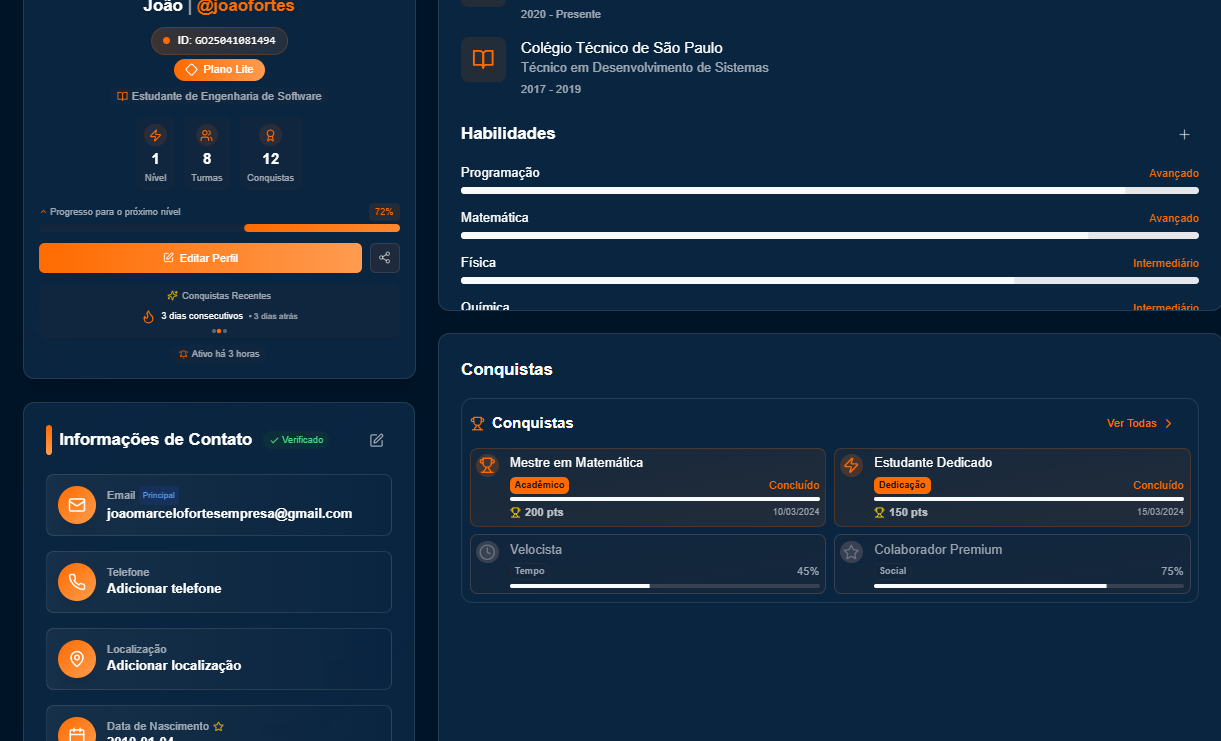 João | @joaofortes
ID: GO25041081494
Plano Lite
Estudante de Engenharia de Software
1
Nível
8
Turmas
12
Conquistas
Progresso para o próximo nível
72%
Editar Perfil
Conquistas Recentes
3 dias consecutivos • 3 dias atrás
Ativo há 3 horas
Informações de Contato
Verificado
Email Principal
joaomarcelofortesempresa@gmail.com
Telefone
Adicionar telefone
Localização
Adicionar localização
Data de Nascimento
2020 - Presente
Colégio Técnico de São Paulo
Técnico em Desenvolvimento de Sistemas
2017 - 2019
Habilidades
Programação
Avançado
Matemática
Avançado
Física
Intermediário
Química
Intermediário
Conquistas
Conquistas
Ver Todas
Mestre em Matemática
Acadêmico
Concluído
200 pts
10/03/2024
Estudante Dedicado
Dedicação
Concluído
150 pts
15/03/2024
Velocista
Tempo
45%
Colaborador Premium
Social
75%